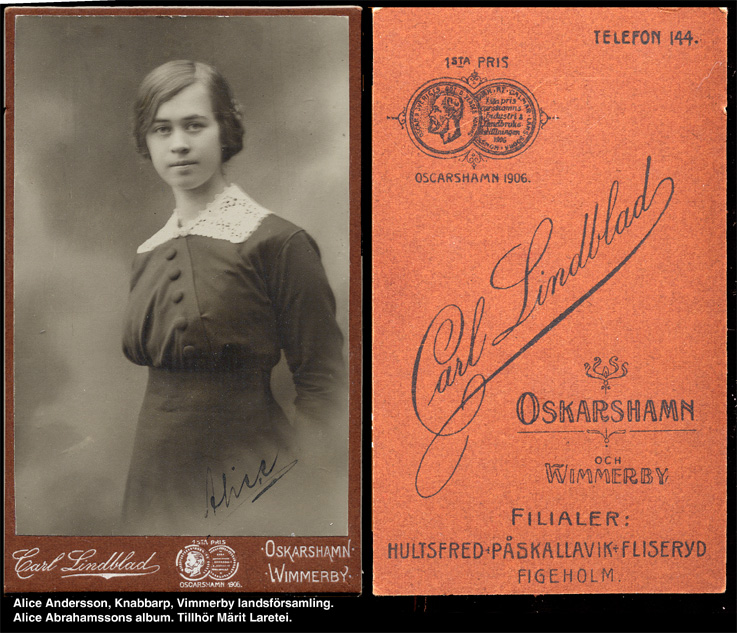 Alice
Carl Lindblad
1STA PRIS
OSCARSHAMN 1906.
OSKARSHAMN
WIMMERBY
Alice Andersson, Knabbarp, Vimmerby landsförsamling.
Alice Abrahamssons album. Tillhör Märit Laretei.
TELEFON 144.
1STA PRIS
OSCARSHAMN 1906.
Carl Lindblad
OSKARSHAMN
OCH
WIMMERBY
FILIALER:
HULTSFRED PÅSKALLAVIK FLISERYD
FIGEHOLM.